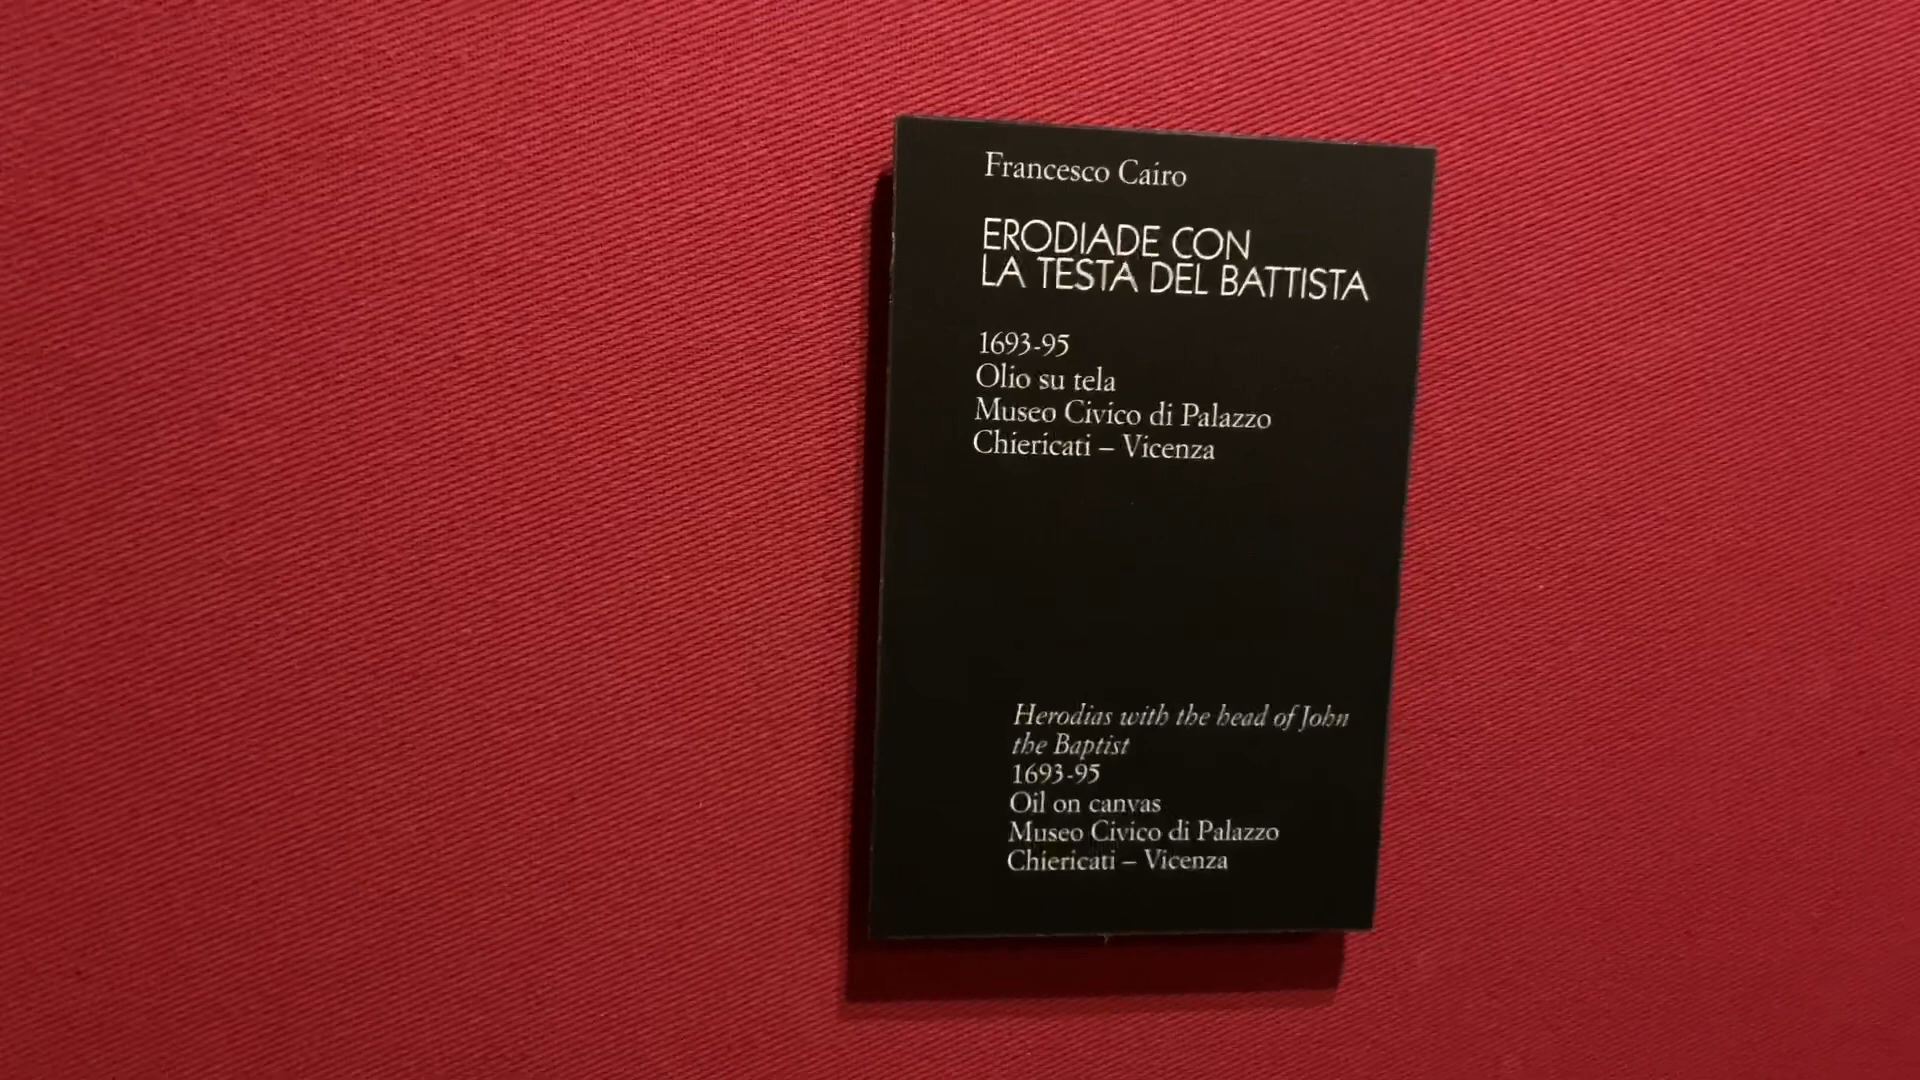 Francesco Cairo
ERODIADE CON
LA TESTA DEL BATTISTA
1693-95
Olio su tela
Museo Civico di Palazzo
Chiericati – Vicenza
Herodias with the head of John
the Baptist
1693-95
Oil on canvas
Museo Civico di Palazzo
Chiericati – Vicenza